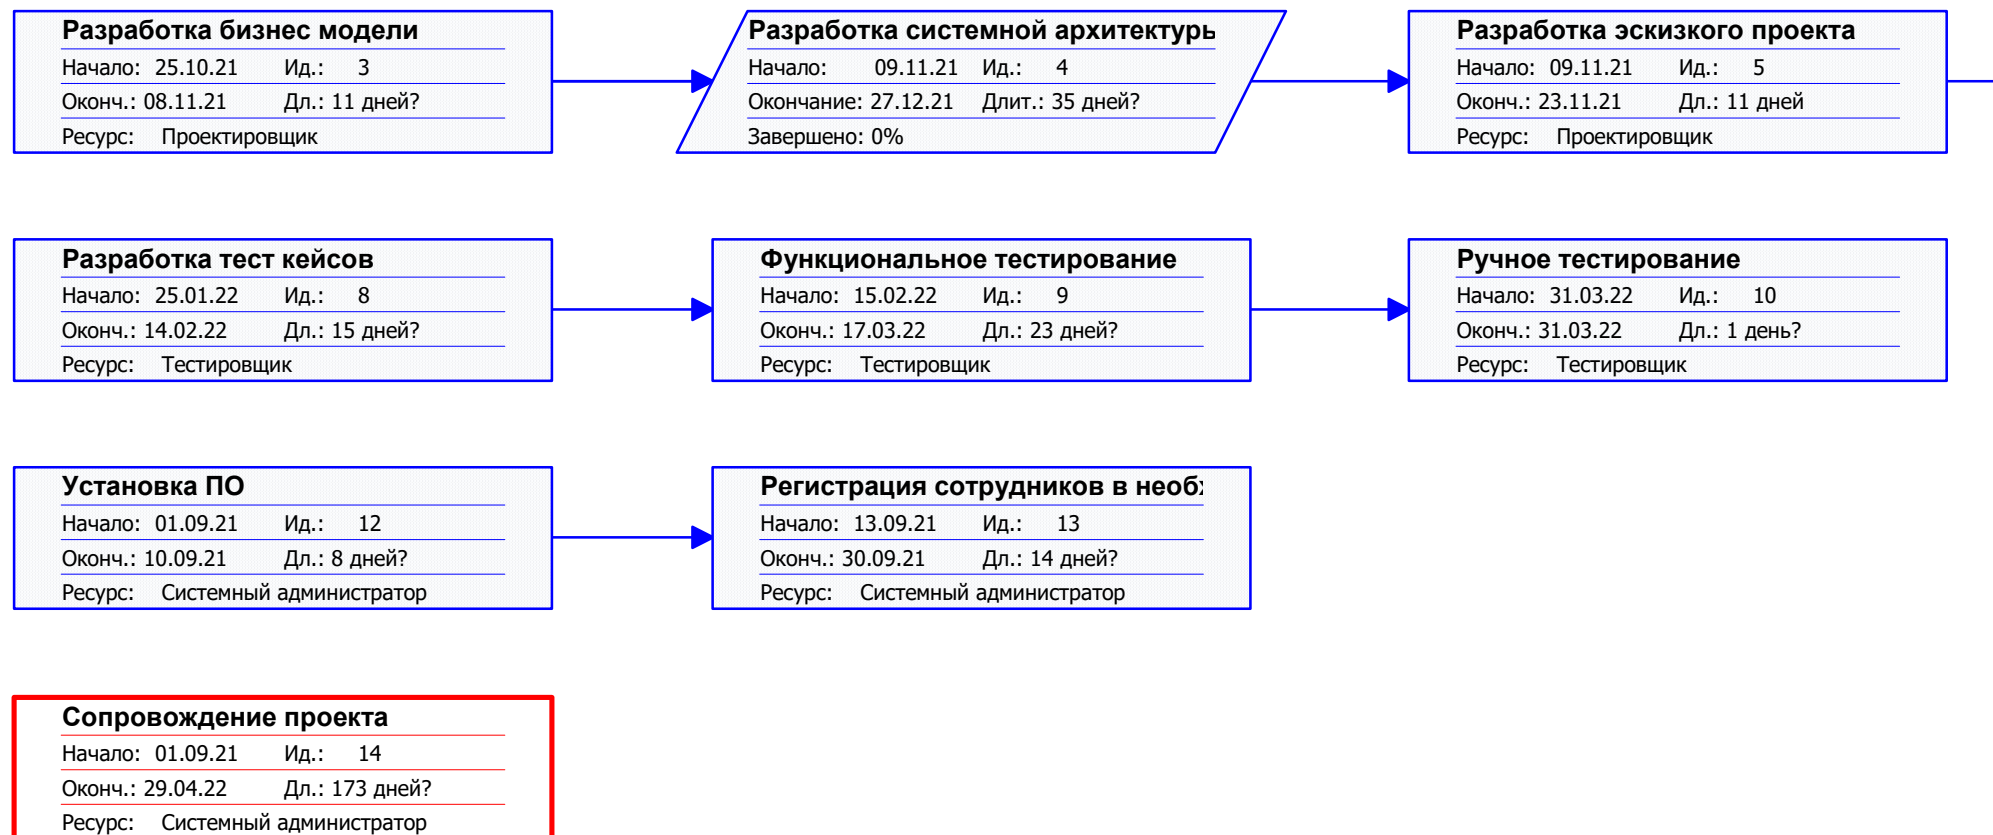 Разработка бизнес модели
Начало: 25.10.21 Ид.: 3
Оконч.: 08.11.21 Дл.: 11 дней?
Ресурс: Проектировщик
Разработка системной архитектуры
Начало: 09.11.21 Ид.: 4
Окончание: 27.12.21 Длит.: 35 дней?
Завершено: 0%
Разработка эскизкого проекта
Начало: 09.11.21 Ид.: 5
Оконч.: 23.11.21 Дл.: 11 дней
Ресурс: Проектировщик
Разработка тест кейсов
Начало: 25.01.22 Ид.: 8
Оконч.: 14.02.22 Дл.: 15 дней?
Ресурс: Тестировщик
Функциональное тестирование
Начало: 15.02.22 Ид.: 9
Оконч.: 17.03.22 Дл.: 23 дней?
Ресурс: Тестировщик
Ручное тестирование
Начало: 31.03.22 Ид.: 10
Оконч.: 31.03.22 Дл.: 1 день?
Ресурс: Тестировщик
Установка ПО
Начало: 01.09.21 Ид.: 12
Оконч.: 10.09.21 Дл.: 8 дней?
Ресурс: Системный администратор
Регистрация сотрудников в
Начало: 13.09.21 Ид.: 13
Оконч.: 30.09.21 Дл.: 14 дней?
Ресурс: Системный администратор
Сопровождение проекта
Начало: 01.09.21 Ид.: 14
Оконч.: 29.04.22 Дл.: 173 дней?
Ресурс: Системный администратор